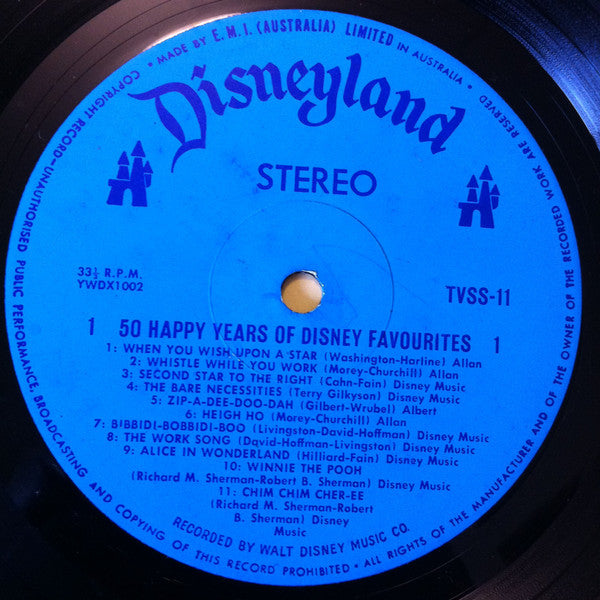 MADE BY E.M.I. (AUSTRALIA) LIMITED IN AUSTRALIA •
Disneyland
STEREO
33⅓ R.P.M.
YWDX1002
TVSS-11
1 50 HAPPY YEARS OF DISNEY FAVOURITES 1
1: WHEN YOU WISH UPON A STAR (Washington-Harline) Allan
2: WHISTLE WHILE YOU WORK (Morey-Churchill) Allan
3: SECOND STAR TO THE RIGHT (Cahn-Fain) Disney Music
4: THE BARE NECESSITIES (Terry Gilkyson) Disney Music
5: ZIP-A-DEE-DOO-DAH (Gilbert-Wrubel) Albert
6: HEIGH HO (Morey-Churchill) Allan
7: BIBBIDI-BOBBIDI-BOO (Livingston-David-Hoffman) Disney Music
8: THE WORK SONG (David-Hoffman-Livingston) Disney Music
9: ALICE IN WONDERLAND (Hilliard-Fain) Disney Music
10: WINNIE THE POOH
(Richard M. Sherman-Robert B. Sherman) Disney Music
11: CHIM CHIM CHER-EE
(Richard M. Sherman-Robert
B. Sherman) Disney
Music
RECORDED BY WALT DISNEY MUSIC CO.
COPYRIGHT RECORD—UNAUTHORISED PUBLIC PERFORMANCE, BROADCASTING AND COPYING OF THIS RECORD PROHIBITED • ALL RIGHTS OF THE MANUFACTURER AND OF THE OWNER OF THE RECORDED WORK ARE RESERVED